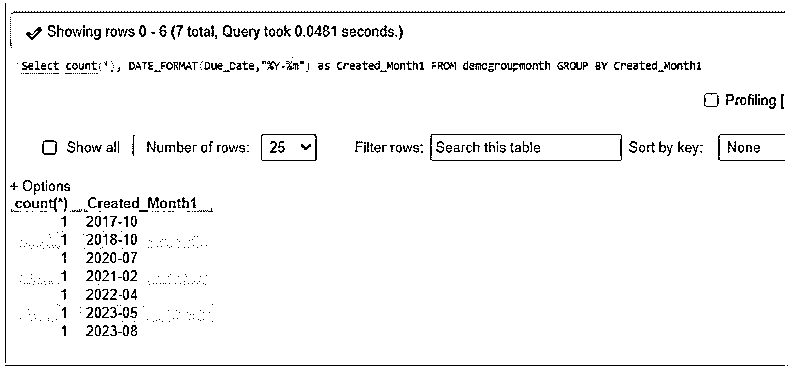 Showing rows 0 - 6 (7 total, Query took 0.0481 seconds.)
Select count(*), DATE_FORMAT(Due_Date,"%Y-%m") as Created_Month1 FROM demogroupmonth GROUP BY Created_Month1
Profiling [
Show all | Number of rows: 25 Filter rows: Search this table Sort by key: None
+ Options
count(*) Created_Month1
1 2017-10
1 2018-10
1 2020-07
1 2021-02
1 2022-04
1 2023-05
1 2023-08